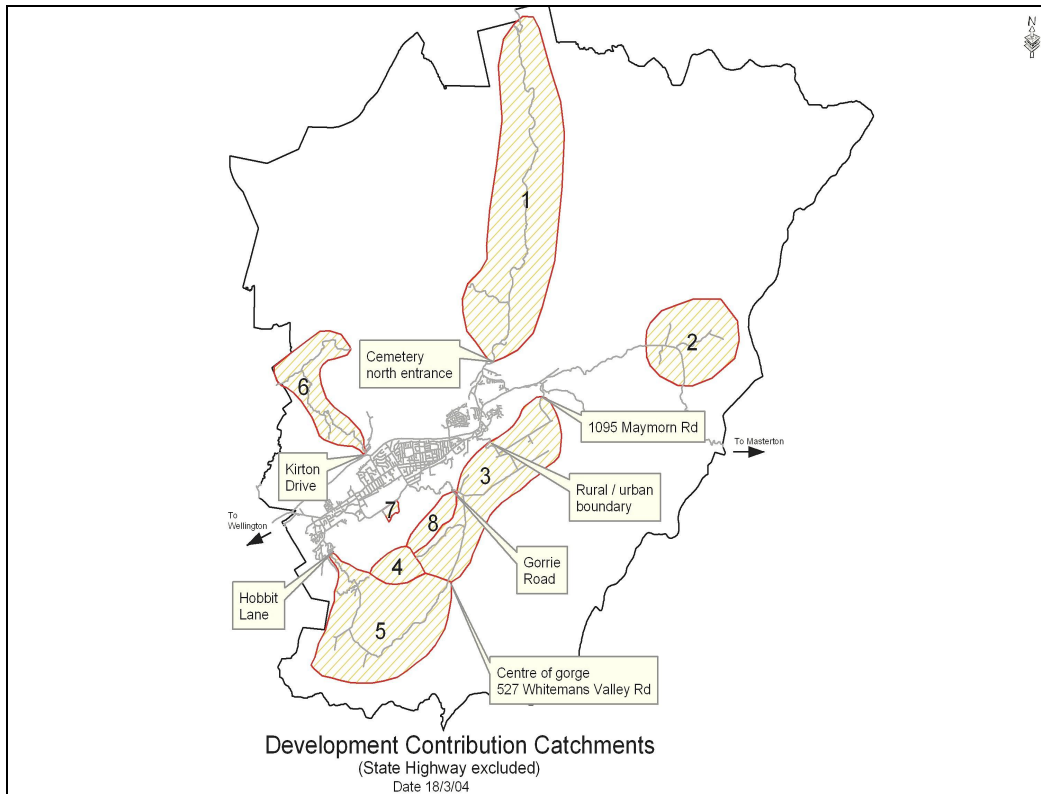 N
1
2
Cemetery
north entrance
6
1095 Maymorn Rd
To Masterton
3
Kirton
Drive
Rural / urban
boundary
7
To
Wellington
8
Gorrie
Road
4
Hobbit
Lane
5
Centre of gorge
527 Whitemans Valley Rd
Development Contribution Catchments
(State Highway excluded)
Date 18/3/04